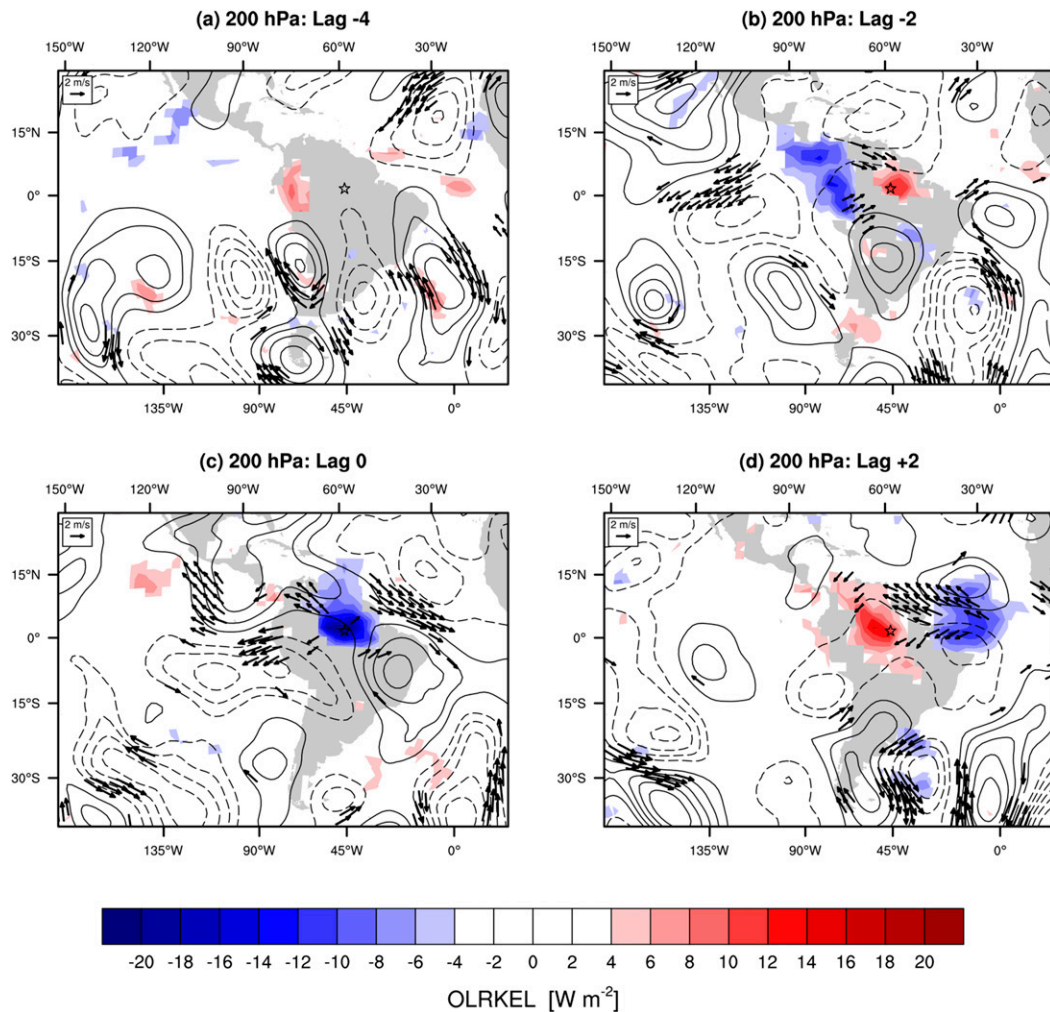 (a) 200 hPa: Lag -4
150°W 120°W 90°W 60°W 30°W
2 m/s
15°N
0°
15°S
30°S
135°W 90°W 45°W 0°
(b) 200 hPa: Lag -2
150°W 120°W 90°W 60°W 30°W
2 m/s
15°N
0°
15°S
30°S
135°W 90°W 45°W 0°
(c) 200 hPa: Lag 0
150°W 120°W 90°W 60°W 30°W
2 m/s
15°N
0°
15°S
30°S
135°W 90°W 45°W 0°
(d) 200 hPa: Lag +2
150°W 120°W 90°W 60°W 30°W
2 m/s
15°N
0°
15°S
30°S
135°W 90°W 45°W 0°
-20 -18 -16 -14 -12 -10 -8 -6 -4 -2 0 2 4 6 8 10 12 14 16 18 20
OLRKEL [W m⁻²]